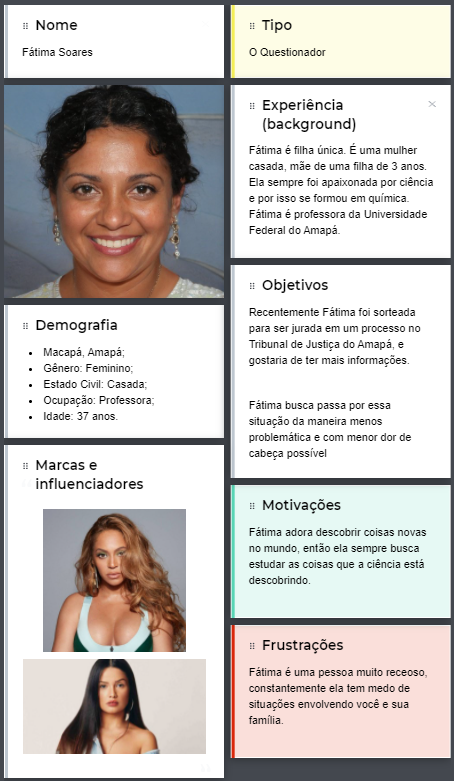 Nome
Fátima Soares
Demografia
Macapá, Amapá;
Gênero: Feminino;
Estado Civil: Casada;
Ocupação: Professora;
Idade: 37 anos.
Marcas e
influenciadores
Tipo
O Questionador
Experiência
(background)
Fátima é filha única. É uma mulher
casada, mãe de uma filha de 3 anos.
Ela sempre foi apaixonada por ciência
e por isso se formou em química.
Fátima é professora da Universidade
Federal do Amapá.
Objetivos
Recentemente Fátima foi sorteada
para ser jurada em um processo no
Tribunal de Justiça do Amapá, e
gostaria de ter mais informações.
Fátima busca passa por essa
situação da maneira menos
problemática e com menor dor de
cabeça possível
Motivações
Fátima adora descobrir coisas novas
no mundo, então ela sempre busca
estudar as coisas que a ciência está
descobrindo.
Frustrações
Fátima é uma pessoa muito receoso,
constantemente ela tem medo de
situações envolvendo você e sua
família.